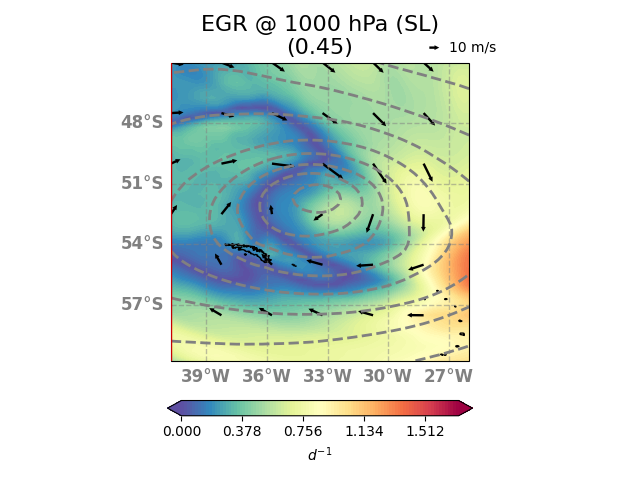 EGR @ 1000 hPa (SL)
(0.45)
10 m/s
48°S
51°S
54°S
57°S
39°W 36°W 33°W 30°W 27°W
0.000 0.378 0.756 1.134 1.512
d⁻¹